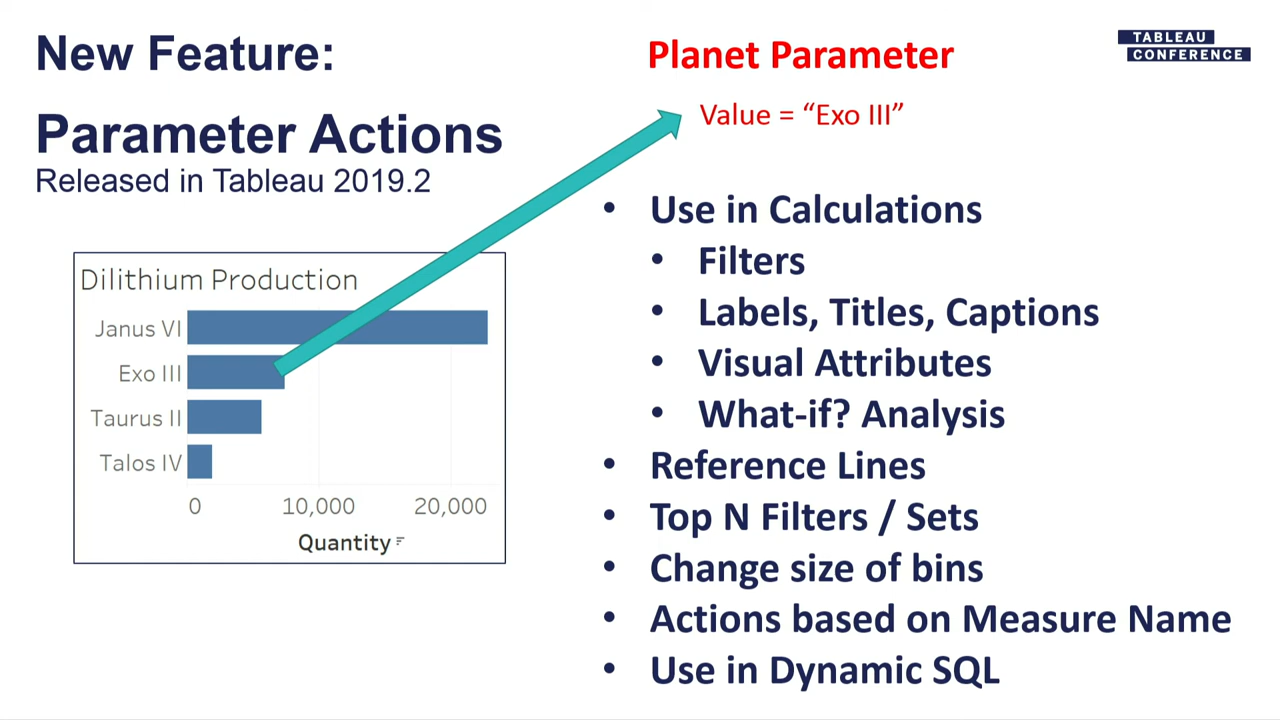 New Feature:
Parameter Actions
Released in Tableau 2019.2
Dilithium Production
Janus VI
Exo III
Taurus II
Talos IV
0 10,000 20,000
Quantity
Planet Parameter
Value = “Exo III”
• Use in Calculations
• Filters
• Labels, Titles, Captions
• Visual Attributes
• What-if? Analysis
• Reference Lines
• Top N Filters / Sets
• Change size of bins
• Actions based on Measure Name
• Use in Dynamic SQL
TABLEAU
CONFERENCE